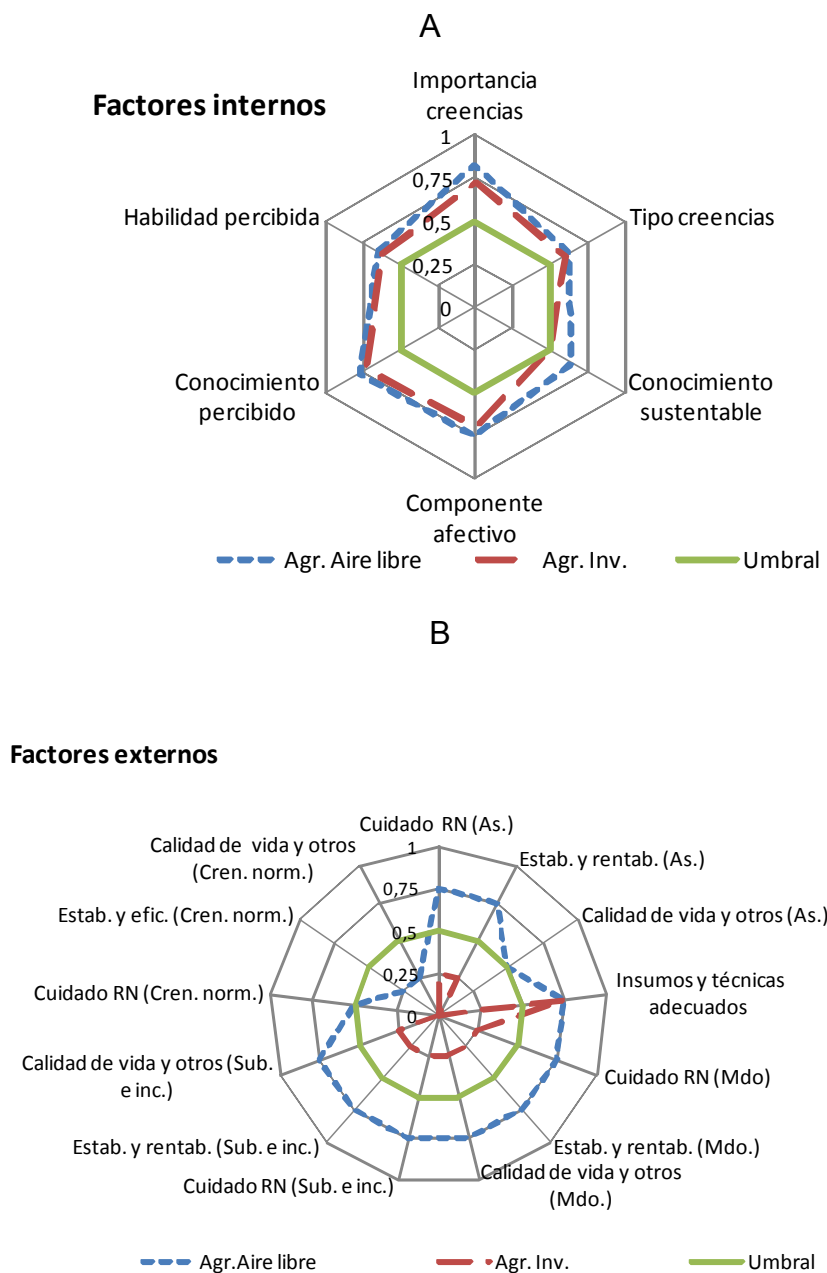 A
Factores internos
Importancia
creencias
1
0,75
0,5
0,25
0
Habilidad percibida
Tipo creencias
Conocimiento
percibido
Conocimiento
sustentable
Componente
afectivo
Agr. Aire libre
Agr. Inv.
Umbral
B
Factores externos
Cuidado RN (As.)
Calidad de vida y otros
(Cren. norm.)
Estab. y rentab. (As.)
1
0,75
0,5
0,25
0
Estab. y efic. (Cren. norm.)
Calidad de vida y otros (As.)
Cuidado RN (Cren. norm.)
Insumos y técnicas
adecuados
Calidad de vida y otros (Sub.
e inc.)
Cuidado RN (Mdo)
Estab. y rentab. (Sub. e inc.)
Estab. y rentab. (Mdo.)
Cuidado RN (Sub. e inc.)
Calidad de vida y otros
(Mdo.)
Agr.Aire libre
Agr. Inv.
Umbral